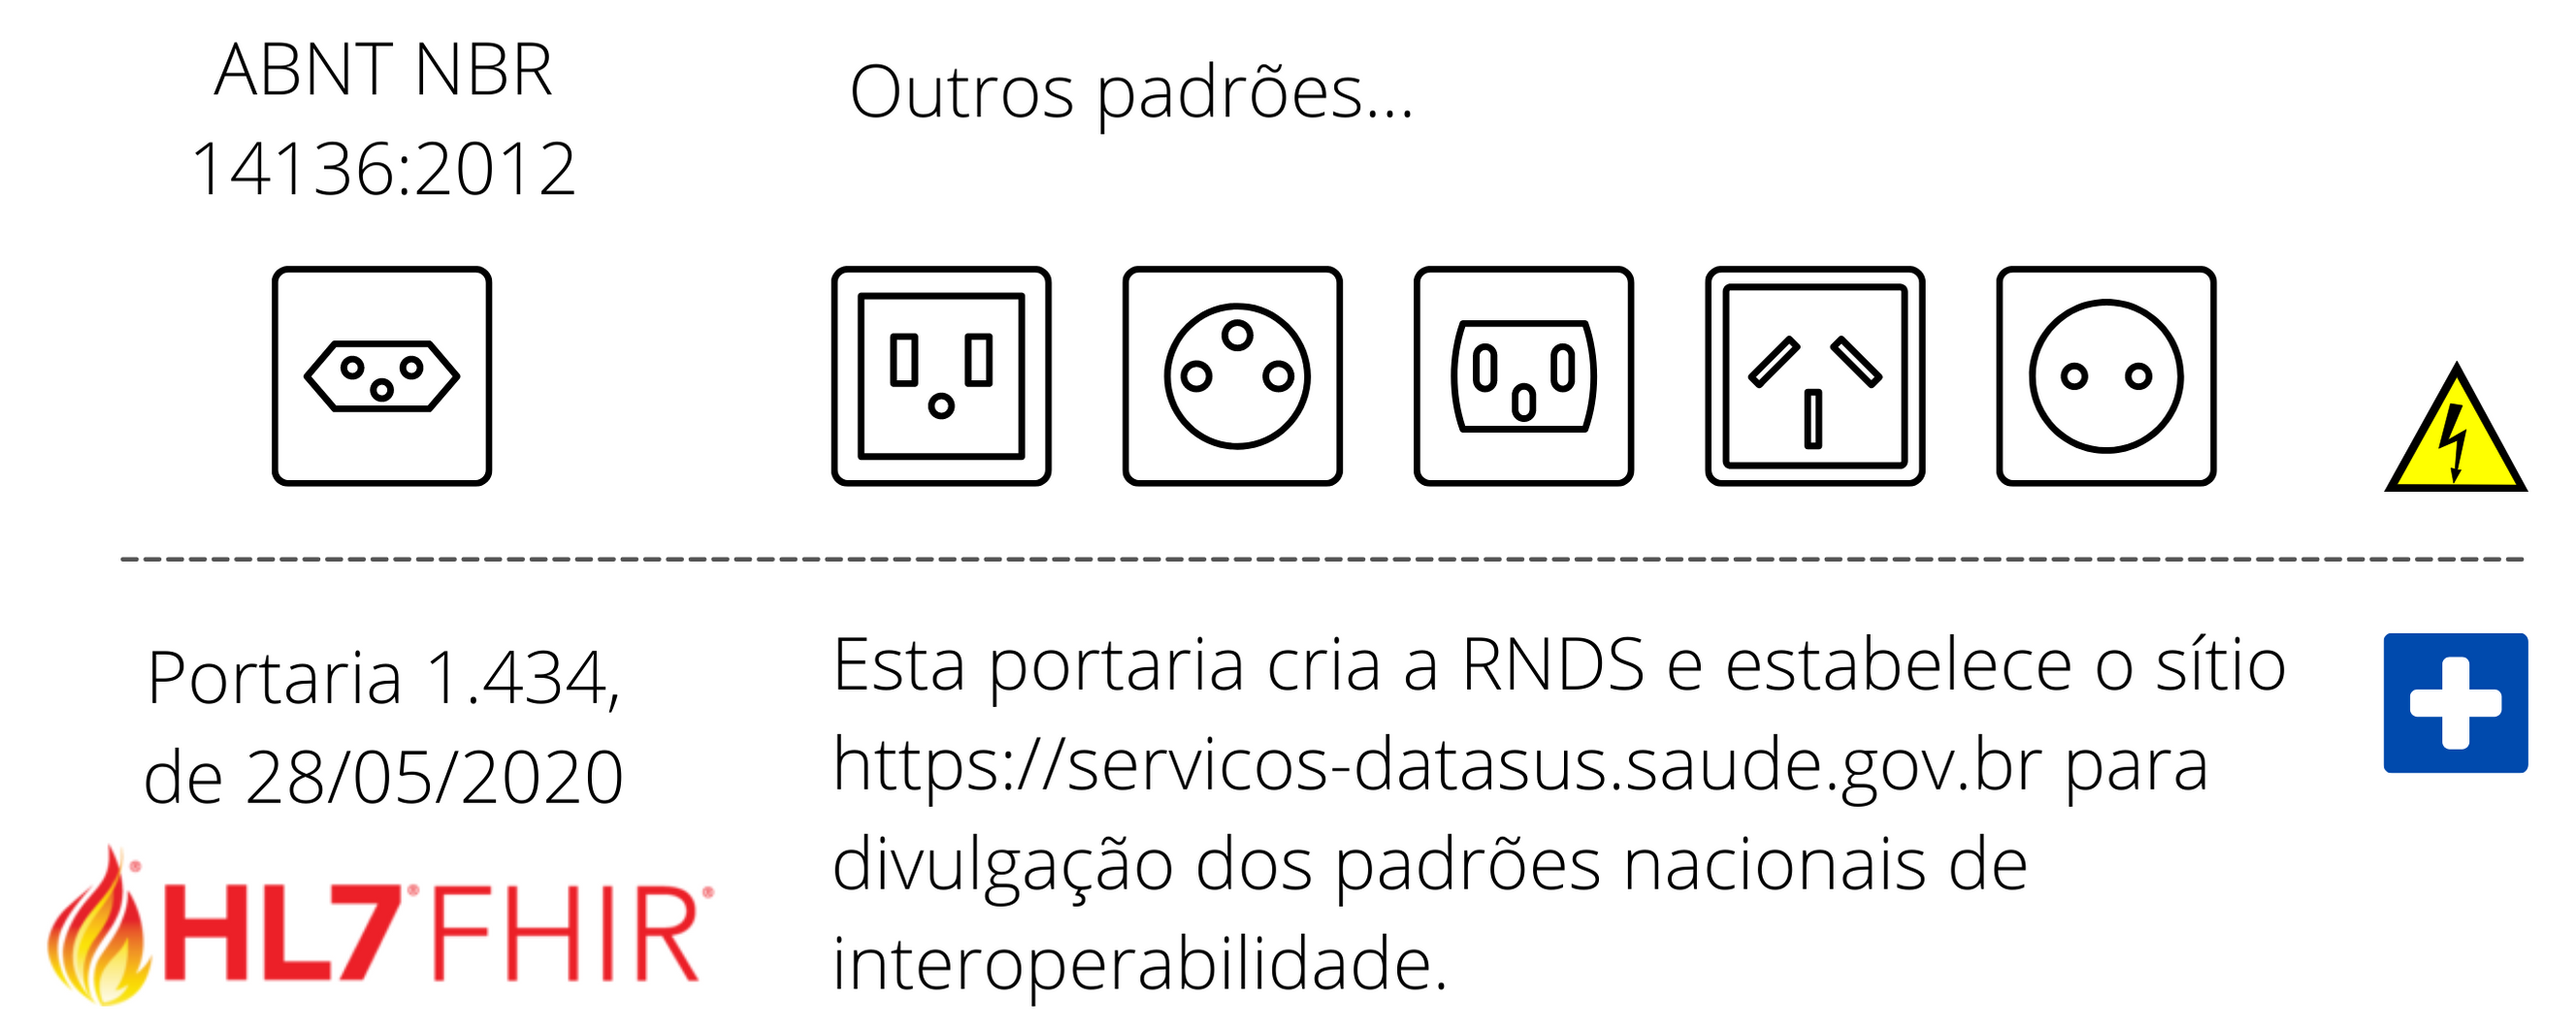 ABNT NBR
14136:2012
Outros padrões...
Portaria 1.434,
de 28/05/2020
HL7® FHIR®
Esta portaria cria a RNDS e estabelece o sítio
https://servicos-datasus.saude.gov.br para
divulgação dos padrões nacionais de
interoperabilidade.